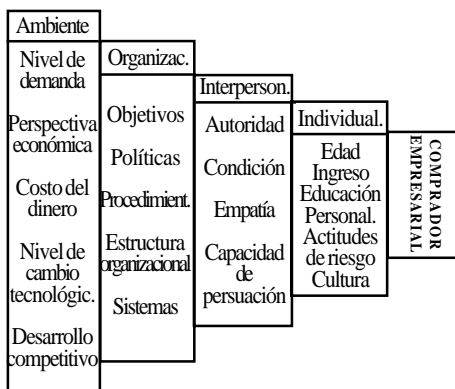 Ambiente
Nivel de
demanda
Perspectiva
económica
Costo del
dinero
Nivel de
cambio
tecnológic.
Desarrollo
competitivo
Organizac.
Objetivos
Políticas
Procedimient.
Estructura
organizacional
Sistemas
Interperson.
Autoridad
Condición
Empatía
Capacidad
de
persuación
Individual.
Edad
Ingreso
Educación
Personal.
Actitudes
de riesgo
Cultura
COMPRADOR
EMPRESARIAL